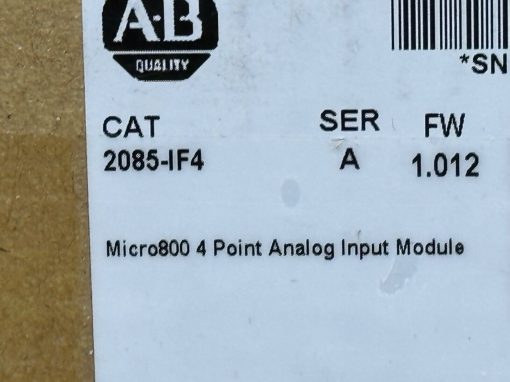 A-B
QUALITY
*SN
CAT SER FW
2085-IF4 A 1.012
Micro800 4 Point Analog Input Module